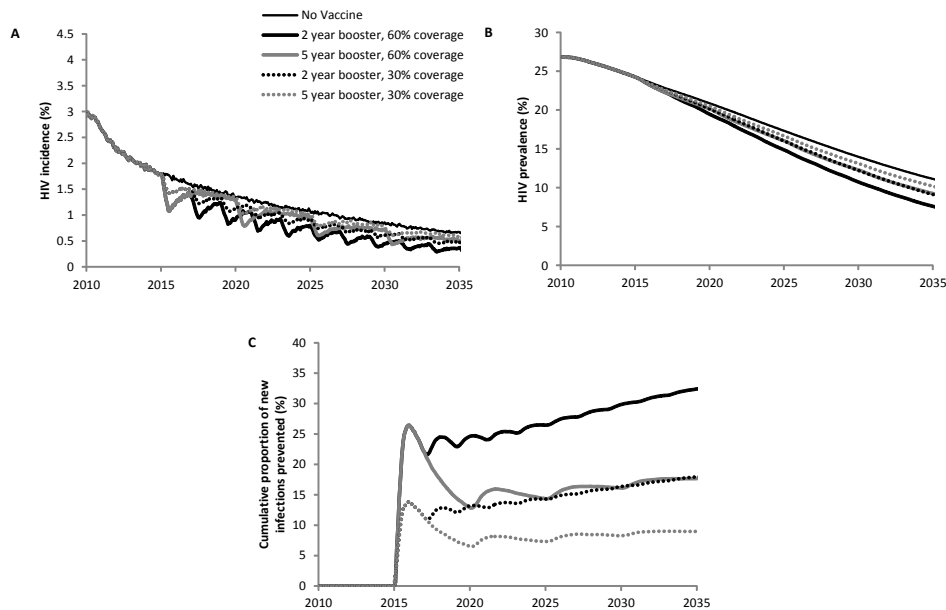 No Vaccine
2 year booster, 60% coverage
5 year booster, 60% coverage
2 year booster, 30% coverage
5 year booster, 30% coverage
A
HIV incidence (%)
4.5
4
3.5
3
2.5
2
1.5
1
0.5
0
2010 2015 2020 2025 2030 2035
B
HIV prevalence (%)
30
25
20
15
10
5
0
2010 2015 2020 2025 2030 2035
C
Cumulative proportion of new
infections prevented (%)
40
35
30
25
20
15
10
5
0
2010 2015 2020 2025 2030 2035